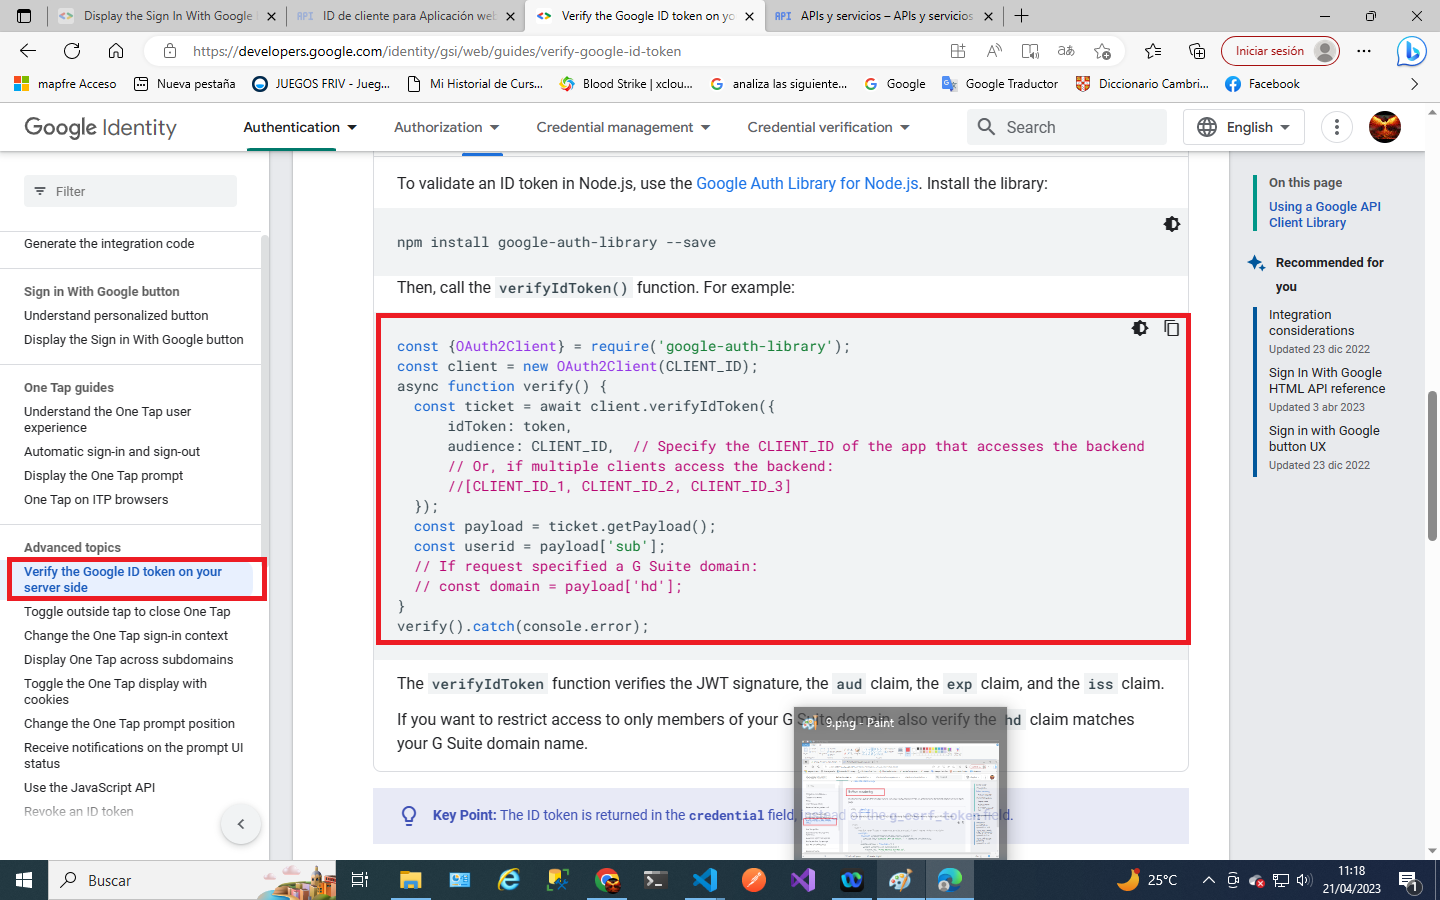 Display the Sign In With Google
ID de cliente para Aplicación web
Verify the Google ID token on yo
APIs y servicios – APIs y servicios
https://developers.google.com/identity/gsi/web/guides/verify-google-id-token
Iniciar sesión
mapfre Acceso
Nueva pestaña
JUEGOS FRIV - Jueg...
Mi Historial de Curs...
Blood Strike | xclou...
analiza las siguiente...
Google
Google Traductor
Diccionario Cambri...
Facebook
Google Identity
Authentication
Authorization
Credential management
Credential verification
Search
English
Filter
Generate the integration code
Sign in With Google button
Understand personalized button
Display the Sign In With Google button
One Tap guides
Understand the One Tap user
experience
Automatic sign-in and sign-out
Display the One Tap prompt
One Tap on ITP browsers
Advanced topics
Verify the Google ID token on your
server side
Toggle outside tap to close One Tap
Change the One Tap sign-in context
Display One Tap across subdomains
Toggle the One Tap display with
cookies
Change the One Tap prompt position
Receive notifications on the prompt UI
status
Use the JavaScript API
Revoke an ID token
To validate an ID token in Node.js, use the Google Auth Library for Node.js. Install the library:
npm install google-auth-library --save
Then, call the verifyIdToken() function. For example:
const {OAuth2Client} = require('google-auth-library');
const client = new OAuth2Client(CLIENT_ID);
async function verify() {
const ticket = await client.verifyIdToken({
idToken: token,
audience: CLIENT_ID, // Specify the CLIENT_ID of the app that accesses the backend
// Or, if multiple clients access the backend:
//[CLIENT_ID_1, CLIENT_ID_2, CLIENT_ID_3]
});
const payload = ticket.getPayload();
const userid = payload['sub'];
// If request specified a G Suite domain:
// const domain = payload['hd'];
}
verify().catch(console.error);
The verifyIdToken function verifies the JWT signature, the aud claim, the exp claim, and the iss claim.
If you want to restrict access to only members of your G Suite domain, also verify the hd claim matches
your G Suite domain name.
9.png - Paint
Key Point: The ID token is returned in the credential field, instead of the g_csrf_token field.
On this page
Using a Google API
Client Library
Recommended for
you
Integration
considerations
Updated 23 dic 2022
Sign In With Google
HTML API reference
Updated 3 abr 2023
Sign in with Google
button UX
Updated 23 dic 2022
Buscar
25°C
11:18
21/04/2023
1